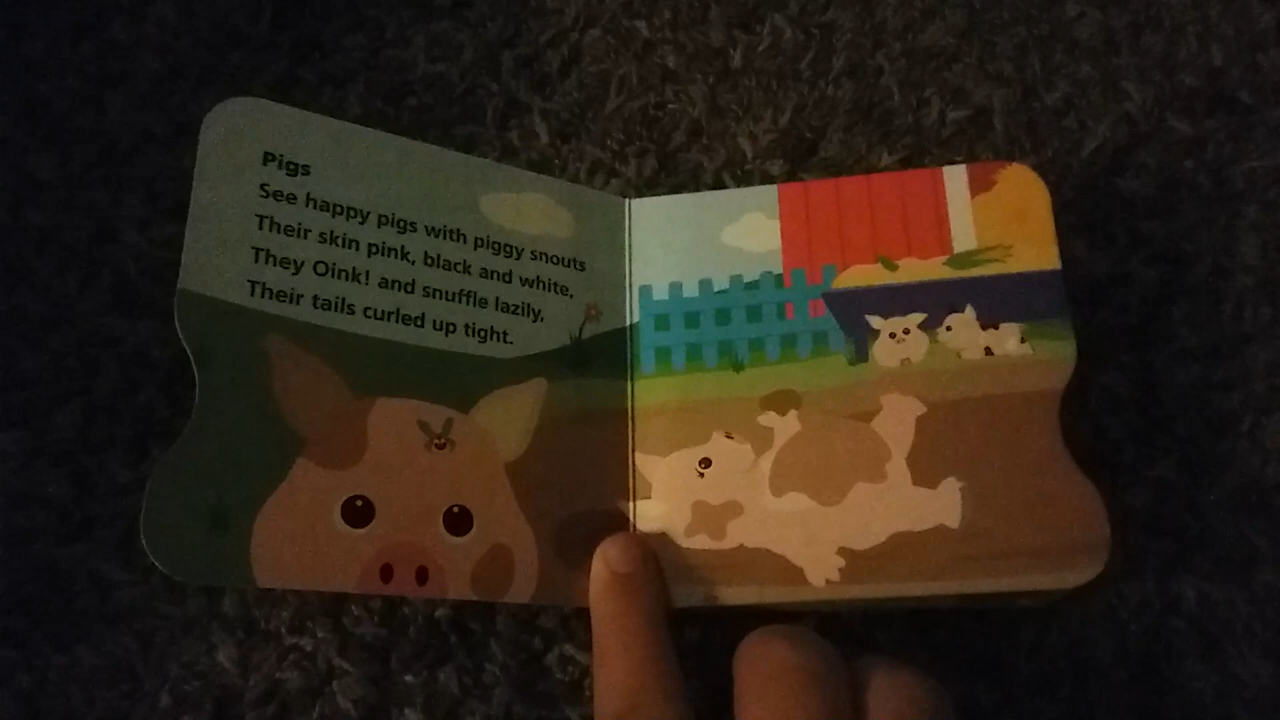 Pigs
See happy pigs with piggy snouts
Their skin pink, black and white,
They Oink! and snuffle lazily,
Their tails curled up tight.